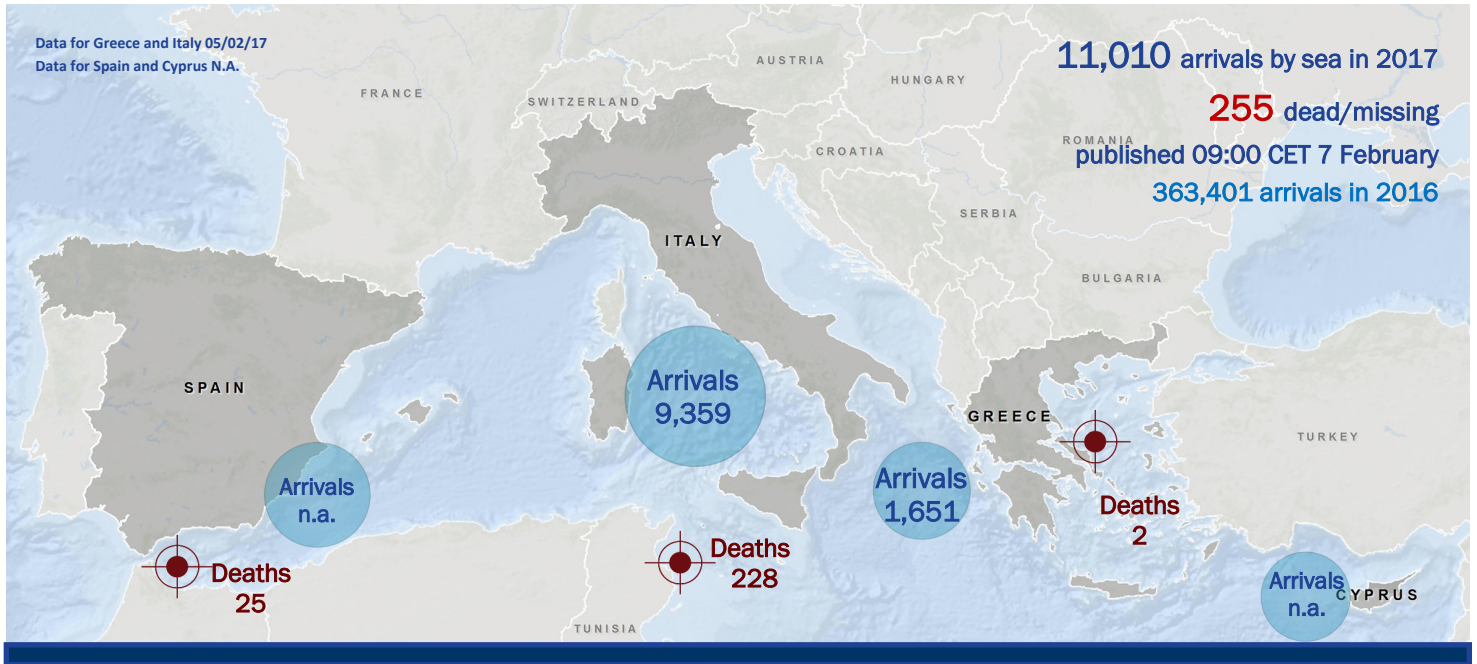 Data for Greece and Italy 05/02/17
Data for Spain and Cyprus N.A.
11,010 arrivals by sea in 2017
255 dead/missing
published 09:00 CET 7 February
363,401 arrivals in 2016
AUSTRIA
HUNGARY
FRANCE
SWITZERLAND
ROMANIA
CROATIA
SERBIA
ITALY
BULGARIA
SPAIN
Arrivals
9,359
GREECE
TURKEY
Arrivals
n.a.
Arrivals
1,651
Deaths
2
Deaths
25
Deaths
228
Arrivals
n.a.
CYPRUS
TUNISIA